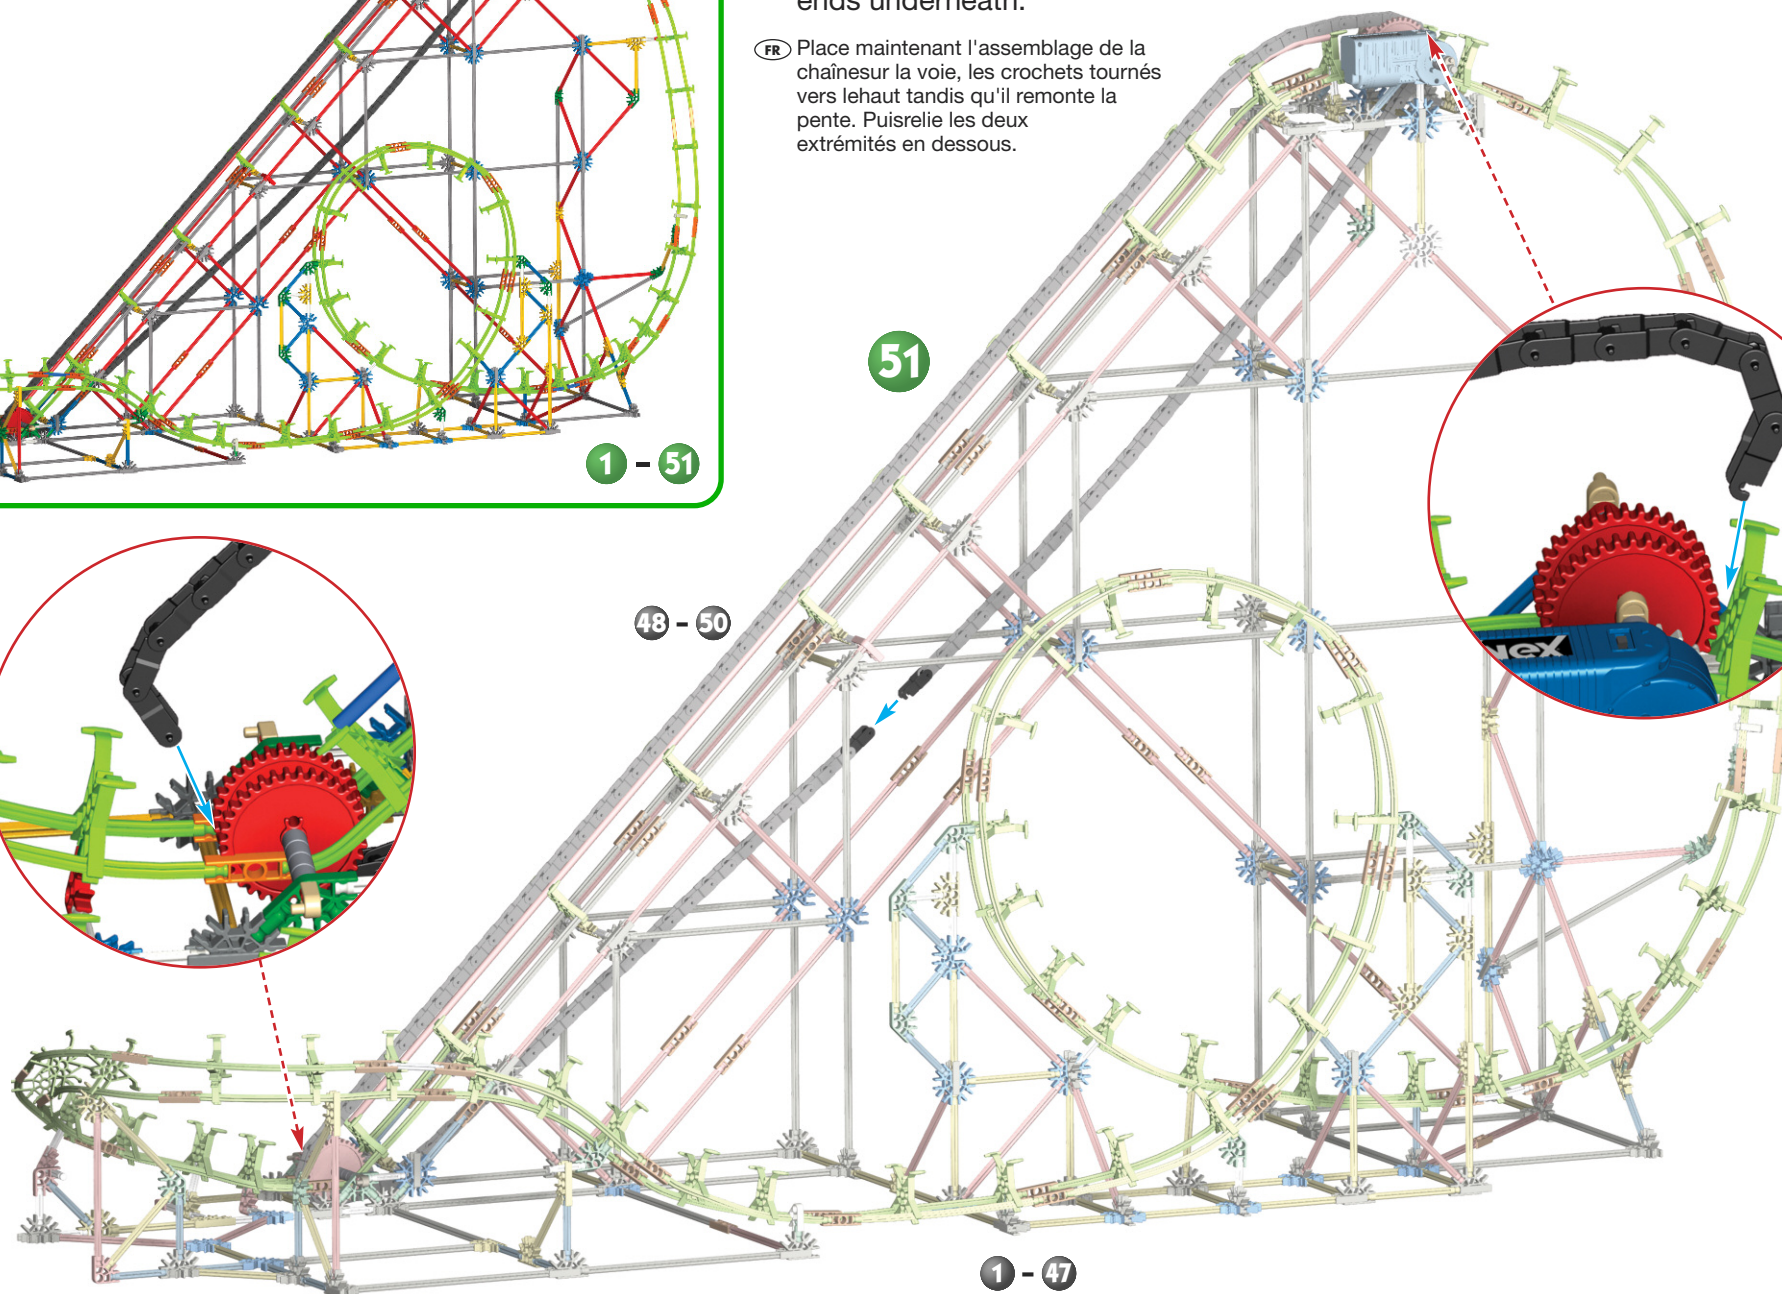 ends underneath.
FR Place maintenant l'assemblage de la
chaînesur la voie, les crochets tournés
vers lehaut tandis qu'il remonte la
pente. Puisrelie les deux
extrémités en dessous.
51
1 - 51
48 - 50
1 - 47